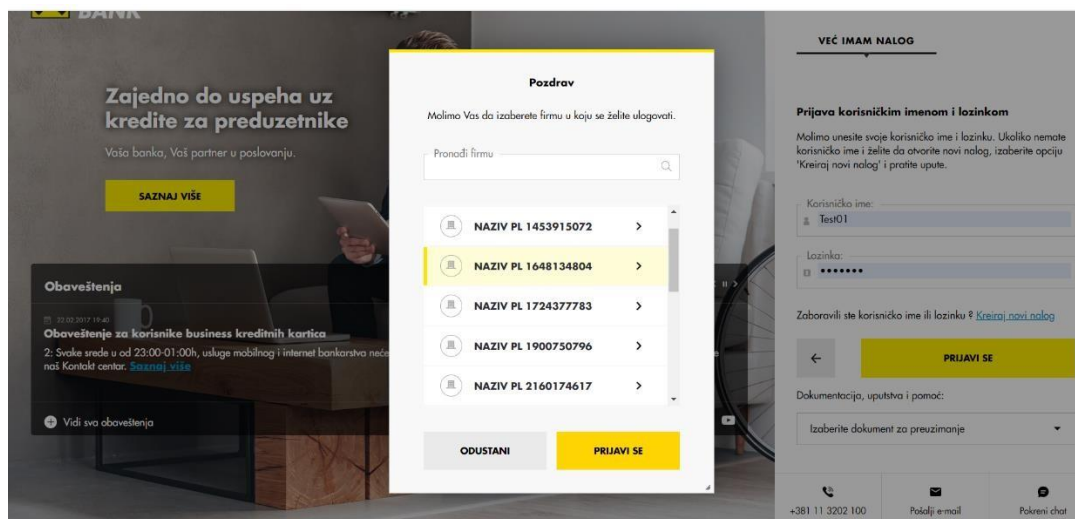 BANK
Zajedno do uspeha uz
kredite za preduzetnike
Vaša banka, Vaš partner u poslovanju.
SAZNAJ VIŠE
Obaveštenja
22.02.2017 19:40
Obaveštenje za korisnike business kreditnih kartica
2: Svake srede u od 23:00-01:00h, usluge mobilnog i internet bankarstva neće
naš Kontakt centar. Saznaj više
Vidi sva obaveštenja
Pozdrav
Molimo Vas da izaberete firmu u koju se želite ulogovati.
Pronađi firmu
NAZIV PL 1453915072
NAZIV PL 1648134804
NAZIV PL 1724377783
NAZIV PL 1900750796
NAZIV PL 2160174617
ODUSTANI
PRIJAVI SE
VEĆ IMAM NALOG
Prijava korisničkim imenom i lozinkom
Molimo unesite svoje korisničko ime i lozinku. Ukoliko nemate
korisničko ime i želite da otvorite novi nalog, izaberite opciju
'Kreiraj novi nalog' i pratite upute.
Korisničko ime:
Test01
Lozinka:
•••••••
Zaboravili ste korisničko ime ili lozinku ? Kreiraj novi nalog
PRIJAVI SE
Dokumentacija, uputstva i pomoć:
Izaberite dokument za preuzimanje
+381 11 3202 100
Pošalji e-mail
Pokreni chat